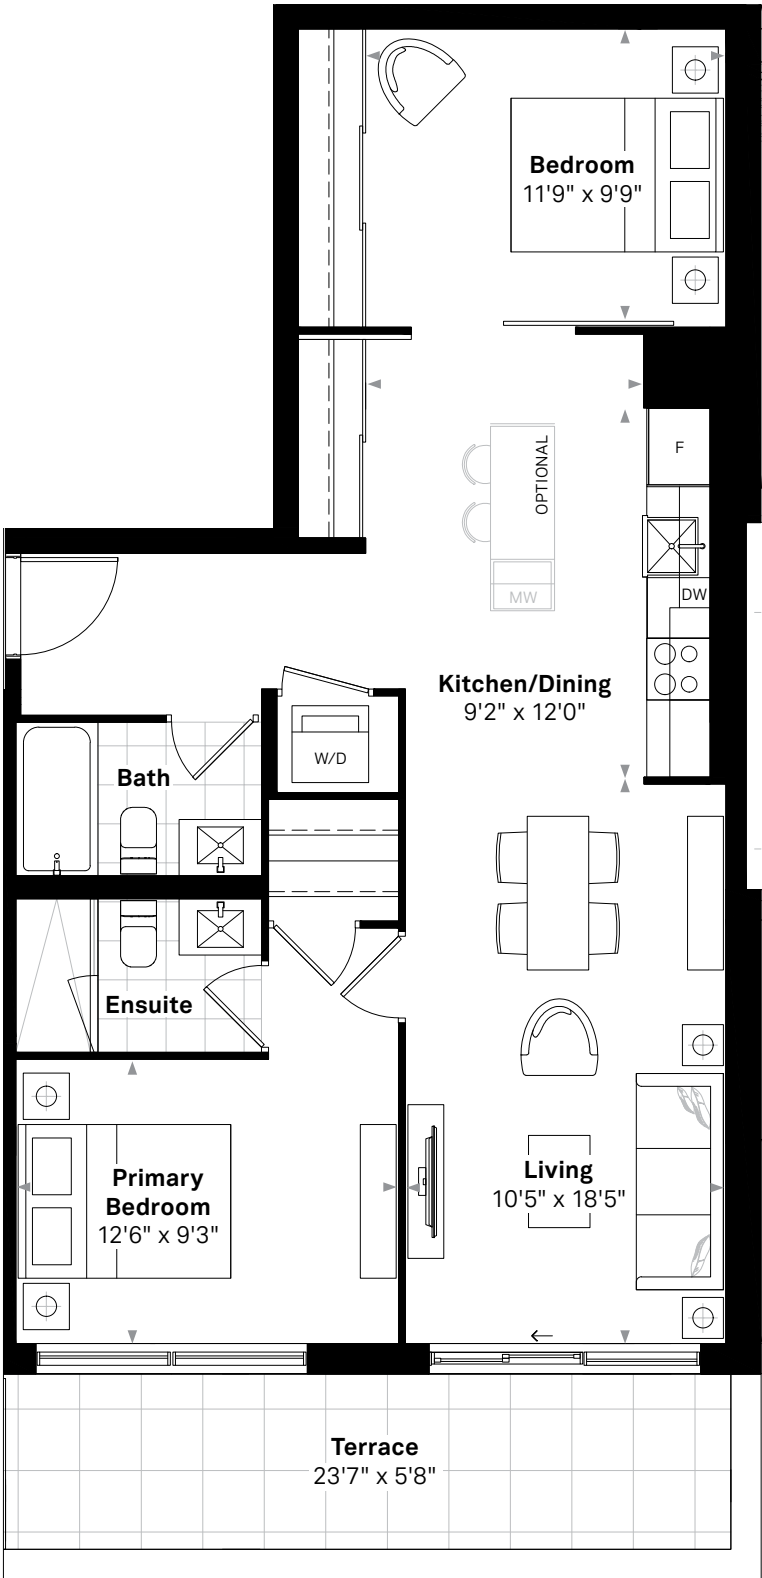 Bedroom
11'9" x 9'9"
F
OPTIONAL
MW
DW
Kitchen/Dining
9'2" x 12'0"
W/D
Bath
Ensuite
Primary
Bedroom
12'6" x 9'3"
Living
10'5" x 18'5"
Terrace
23'7" x 5'8"